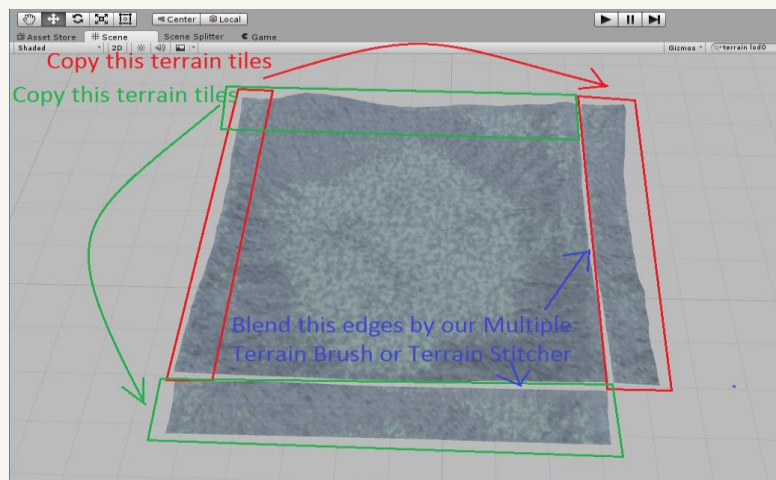 Center Local
Asset Store Scene Scene Splitter Game
Shaded 2D Gizmos terrain lod0
Copy this terrain tiles
Copy this terrain tiles
Blend this edges by our Multiple
Terrain Brush or Terrain Stitcher